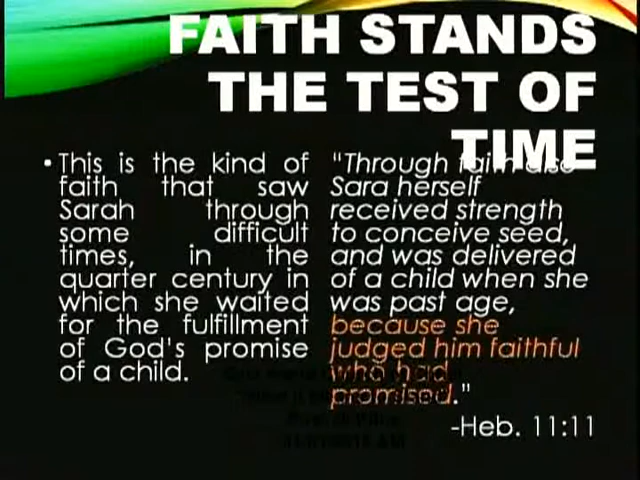 FAITH STANDS
THE TEST OF
TIME
• This is the kind of
faith that saw
Sarah through
some difficult
times, in the
quarter century in
which she waited
for the fulfillment
of God's promise
of a child.
"Through faith also
Sara herself
received strength
to conceive seed,
and was delivered
of a child when she
was past age,
because she
judged him faithful
who had
promised."
-Heb. 11:11